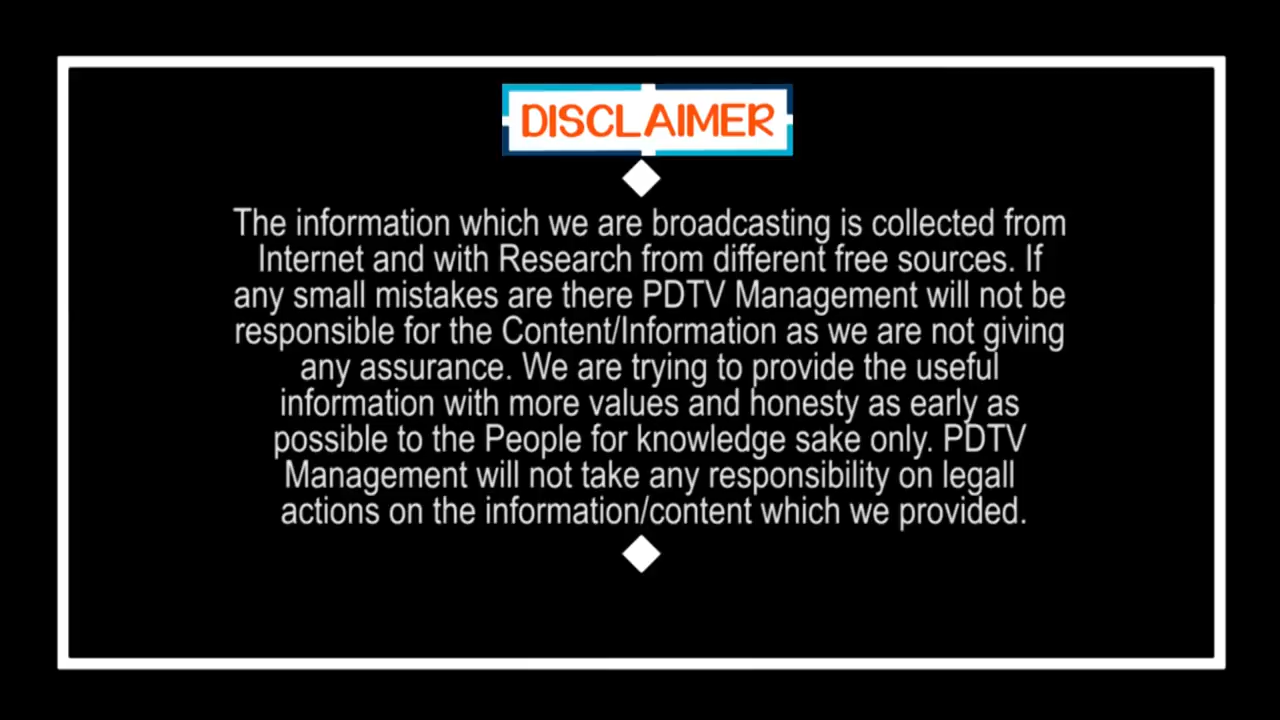 DISCLAIMER
The information which we are broadcasting is collected from
Internet and with Research from different free sources. If
any small mistakes are there PDTV Management will not be
responsible for the Content/Information as we are not giving
any assurance. We are trying to provide the useful
information with more values and honesty as early as
possible to the People for knowledge sake only. PDTV
Management will not take any responsibility on legall
actions on the information/content which we provided.